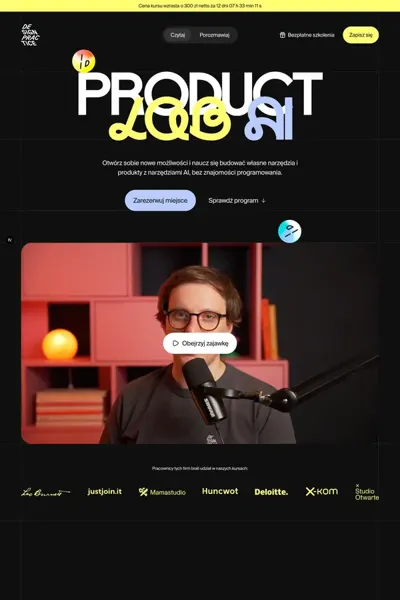 Cena kursu wzrasta o 300 zł netto za 12 dni 07 h 33 min 11 s
DE
SIGN
PRAC
TICE
Czytaj
Porozmawiaj
Bezpłatne szkolenia
Zapisz się
PRODUCT
LAB AI
Otwórz sobie nowe możliwości i naucz się budować własne narzędzia i
produkty z narzędziami AI, bez znajomości programowania.
Zarezerwuj miejsce
Sprawdź program ↓
Obejrzyj zajawkę
Pracownicy tych firm brali udział w naszych kursach:
Leo Burnett
justjoin.it
Mamastudio
Huncwot
Deloitte.
x-kom
Studio
Otwarte